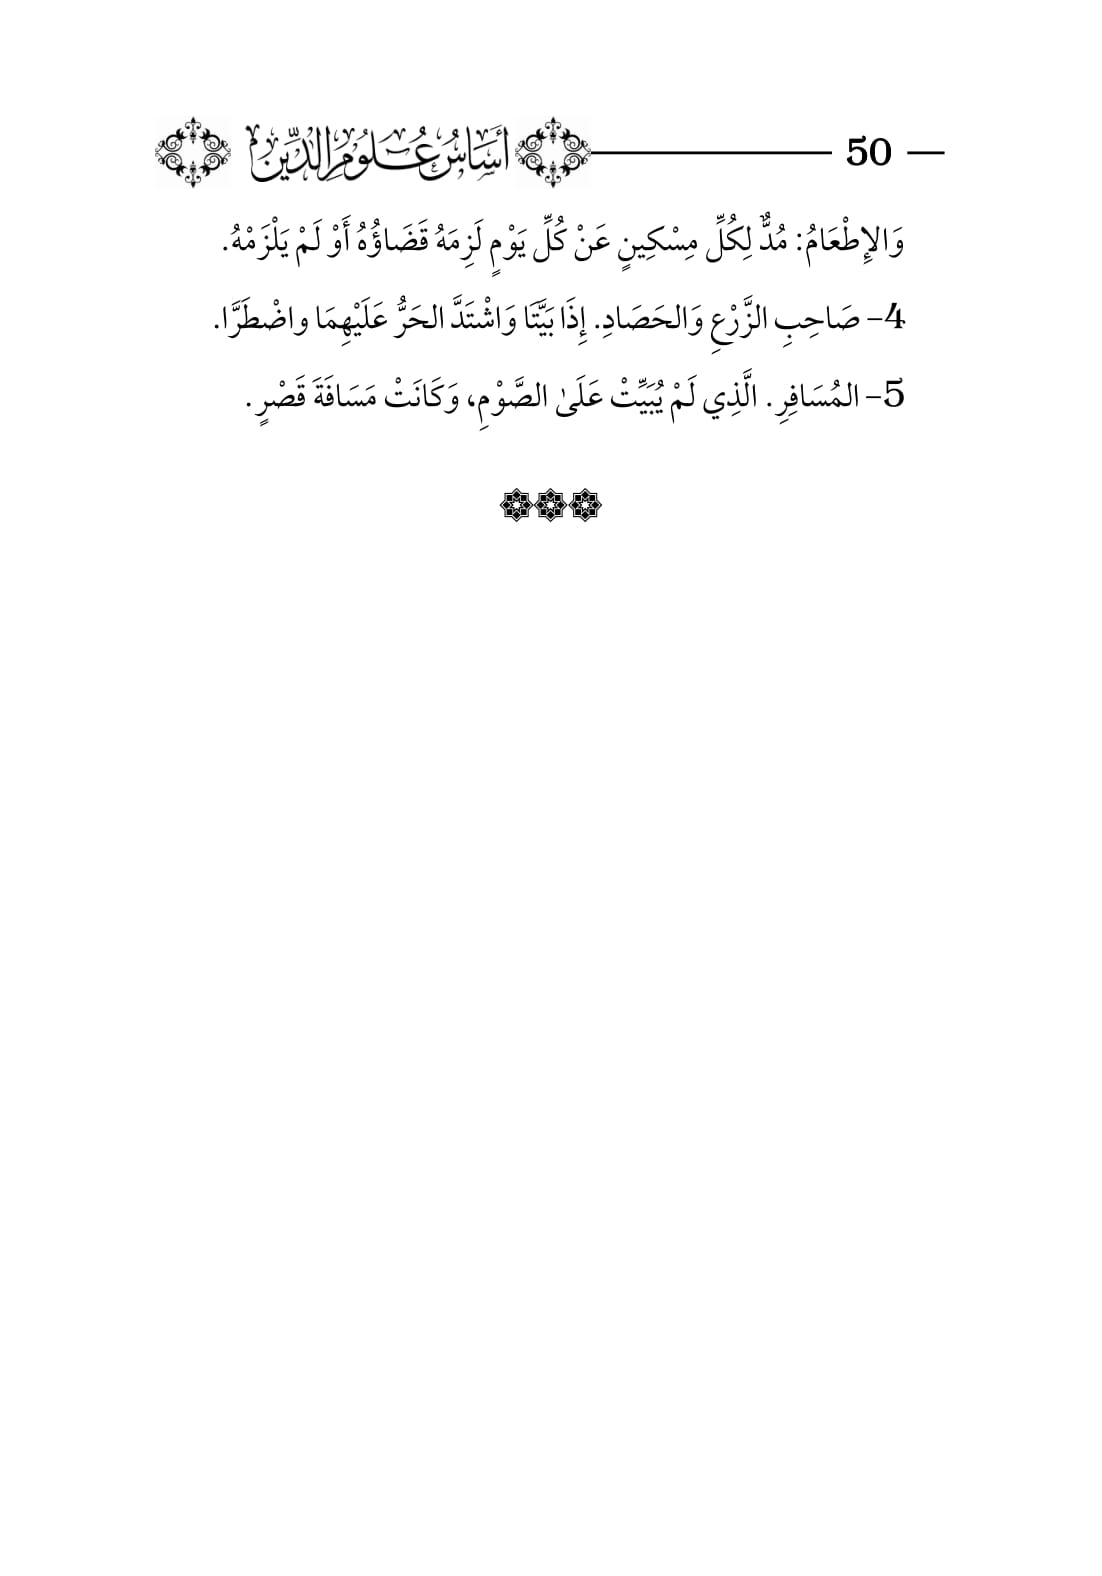 50 أَسَاسُ عُلُومِ الدِّينِ
وَالإِطْعَامُ: مُدٌّ لِكُلِّ مِسْكِينٍ عَنْ كُلِّ يَوْمٍ لَزِمَهُ قَضَاؤُهُ أَوْ لَمْ يَلْزَمْهُ.
4- صَاحِبِ الزَّرْعِ وَالحَصَادِ. إِذَا بَيَّتَا وَاشْتَدَّ الحَرُّ عَلَيْهِمَا واضْطَرَّا.
5- المُسَافِرِ. الَّذِي لَمْ يُبَيِّتْ عَلَىٰ الصَّوْمِ، وَكَانَتْ مَسَافَةَ قَصْرٍ.